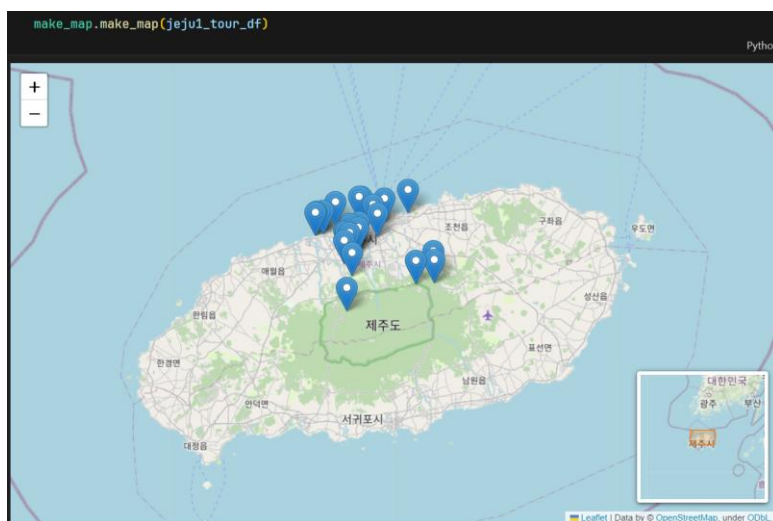 make_map.make_map(jeju1_tour_df)
Pytho
+
−
구좌읍
우도면
조천읍
시
제주시
애월읍
성산읍
한림읍
제주도
표선면
한경면
남원읍
안덕면
서귀포시
대정읍
대한민국
광주
부산
제주시
Leaflet | Data by © OpenStreetMap, under ODbL.